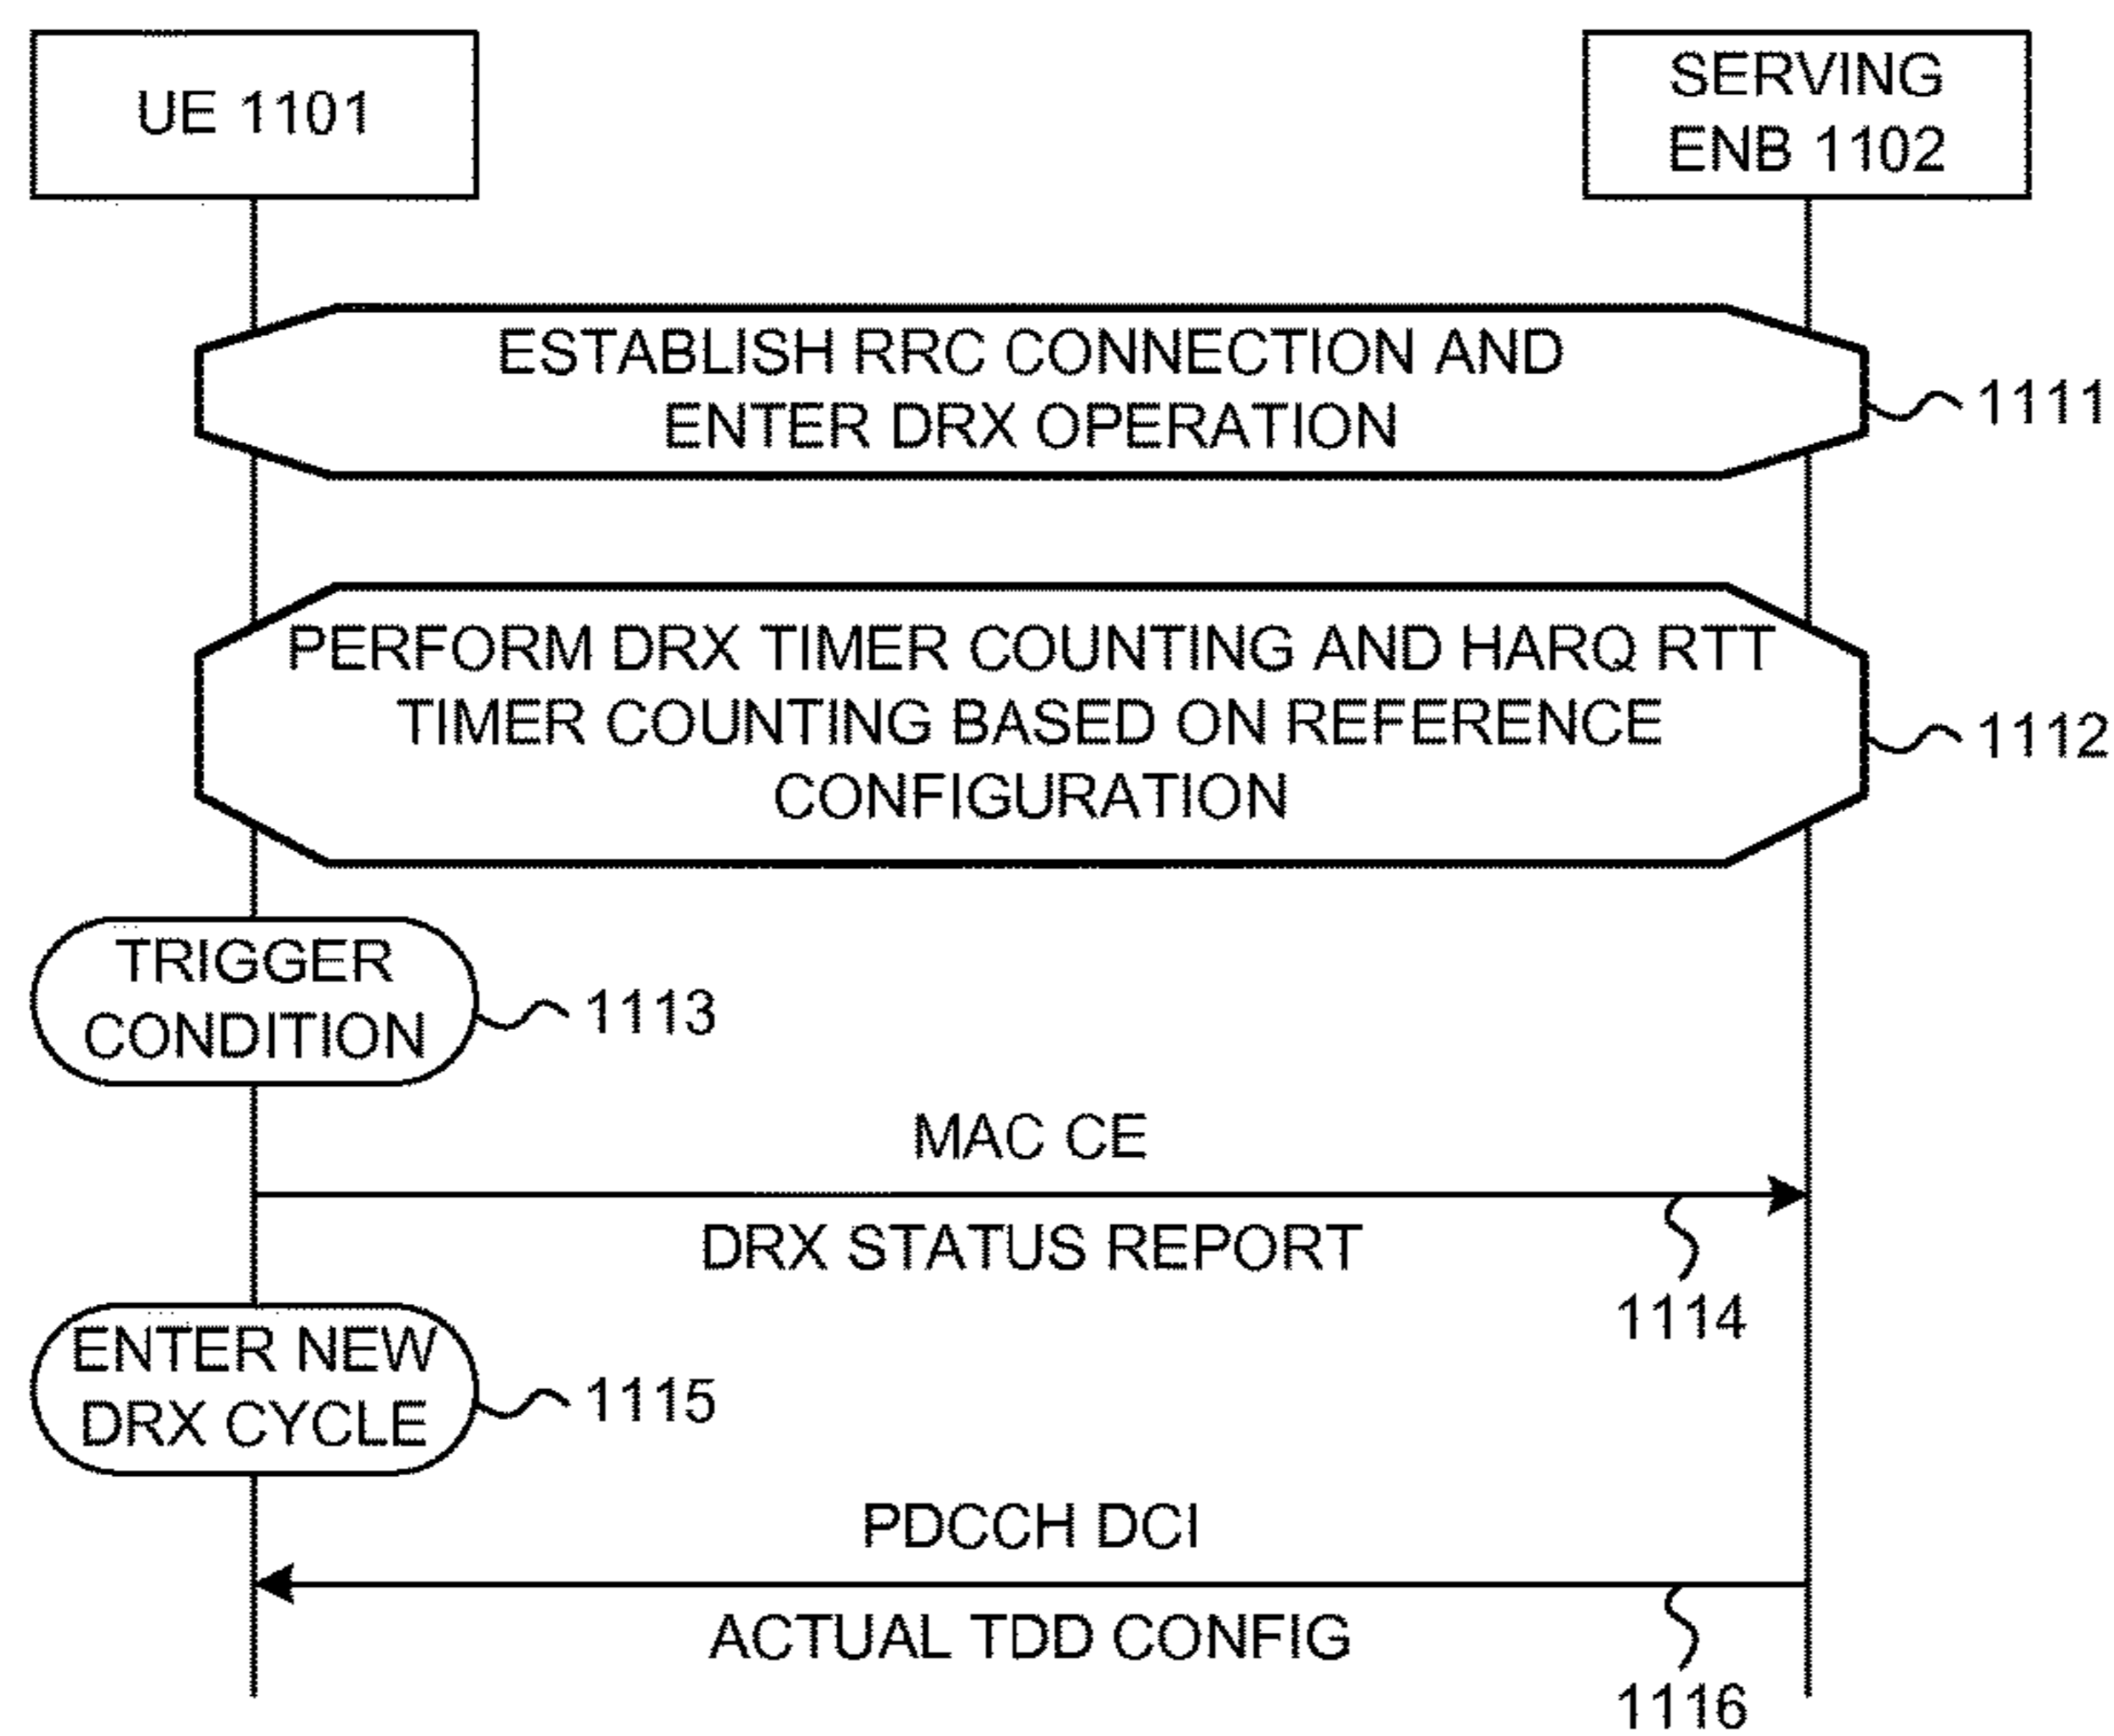 UE 1101
SERVING
ENB 1102
ESTABLISH RRC CONNECTION AND
ENTER DRX OPERATION
1111
PERFORM DRX TIMER COUNTING AND HARQ RTT
TIMER COUNTING BASED ON REFERENCE
CONFIGURATION
1112
TRIGGER
CONDITION
1113
MAC CE
DRX STATUS REPORT
1114
ENTER NEW
DRX CYCLE
1115
PDCCH DCI
ACTUAL TDD CONFIG
1116